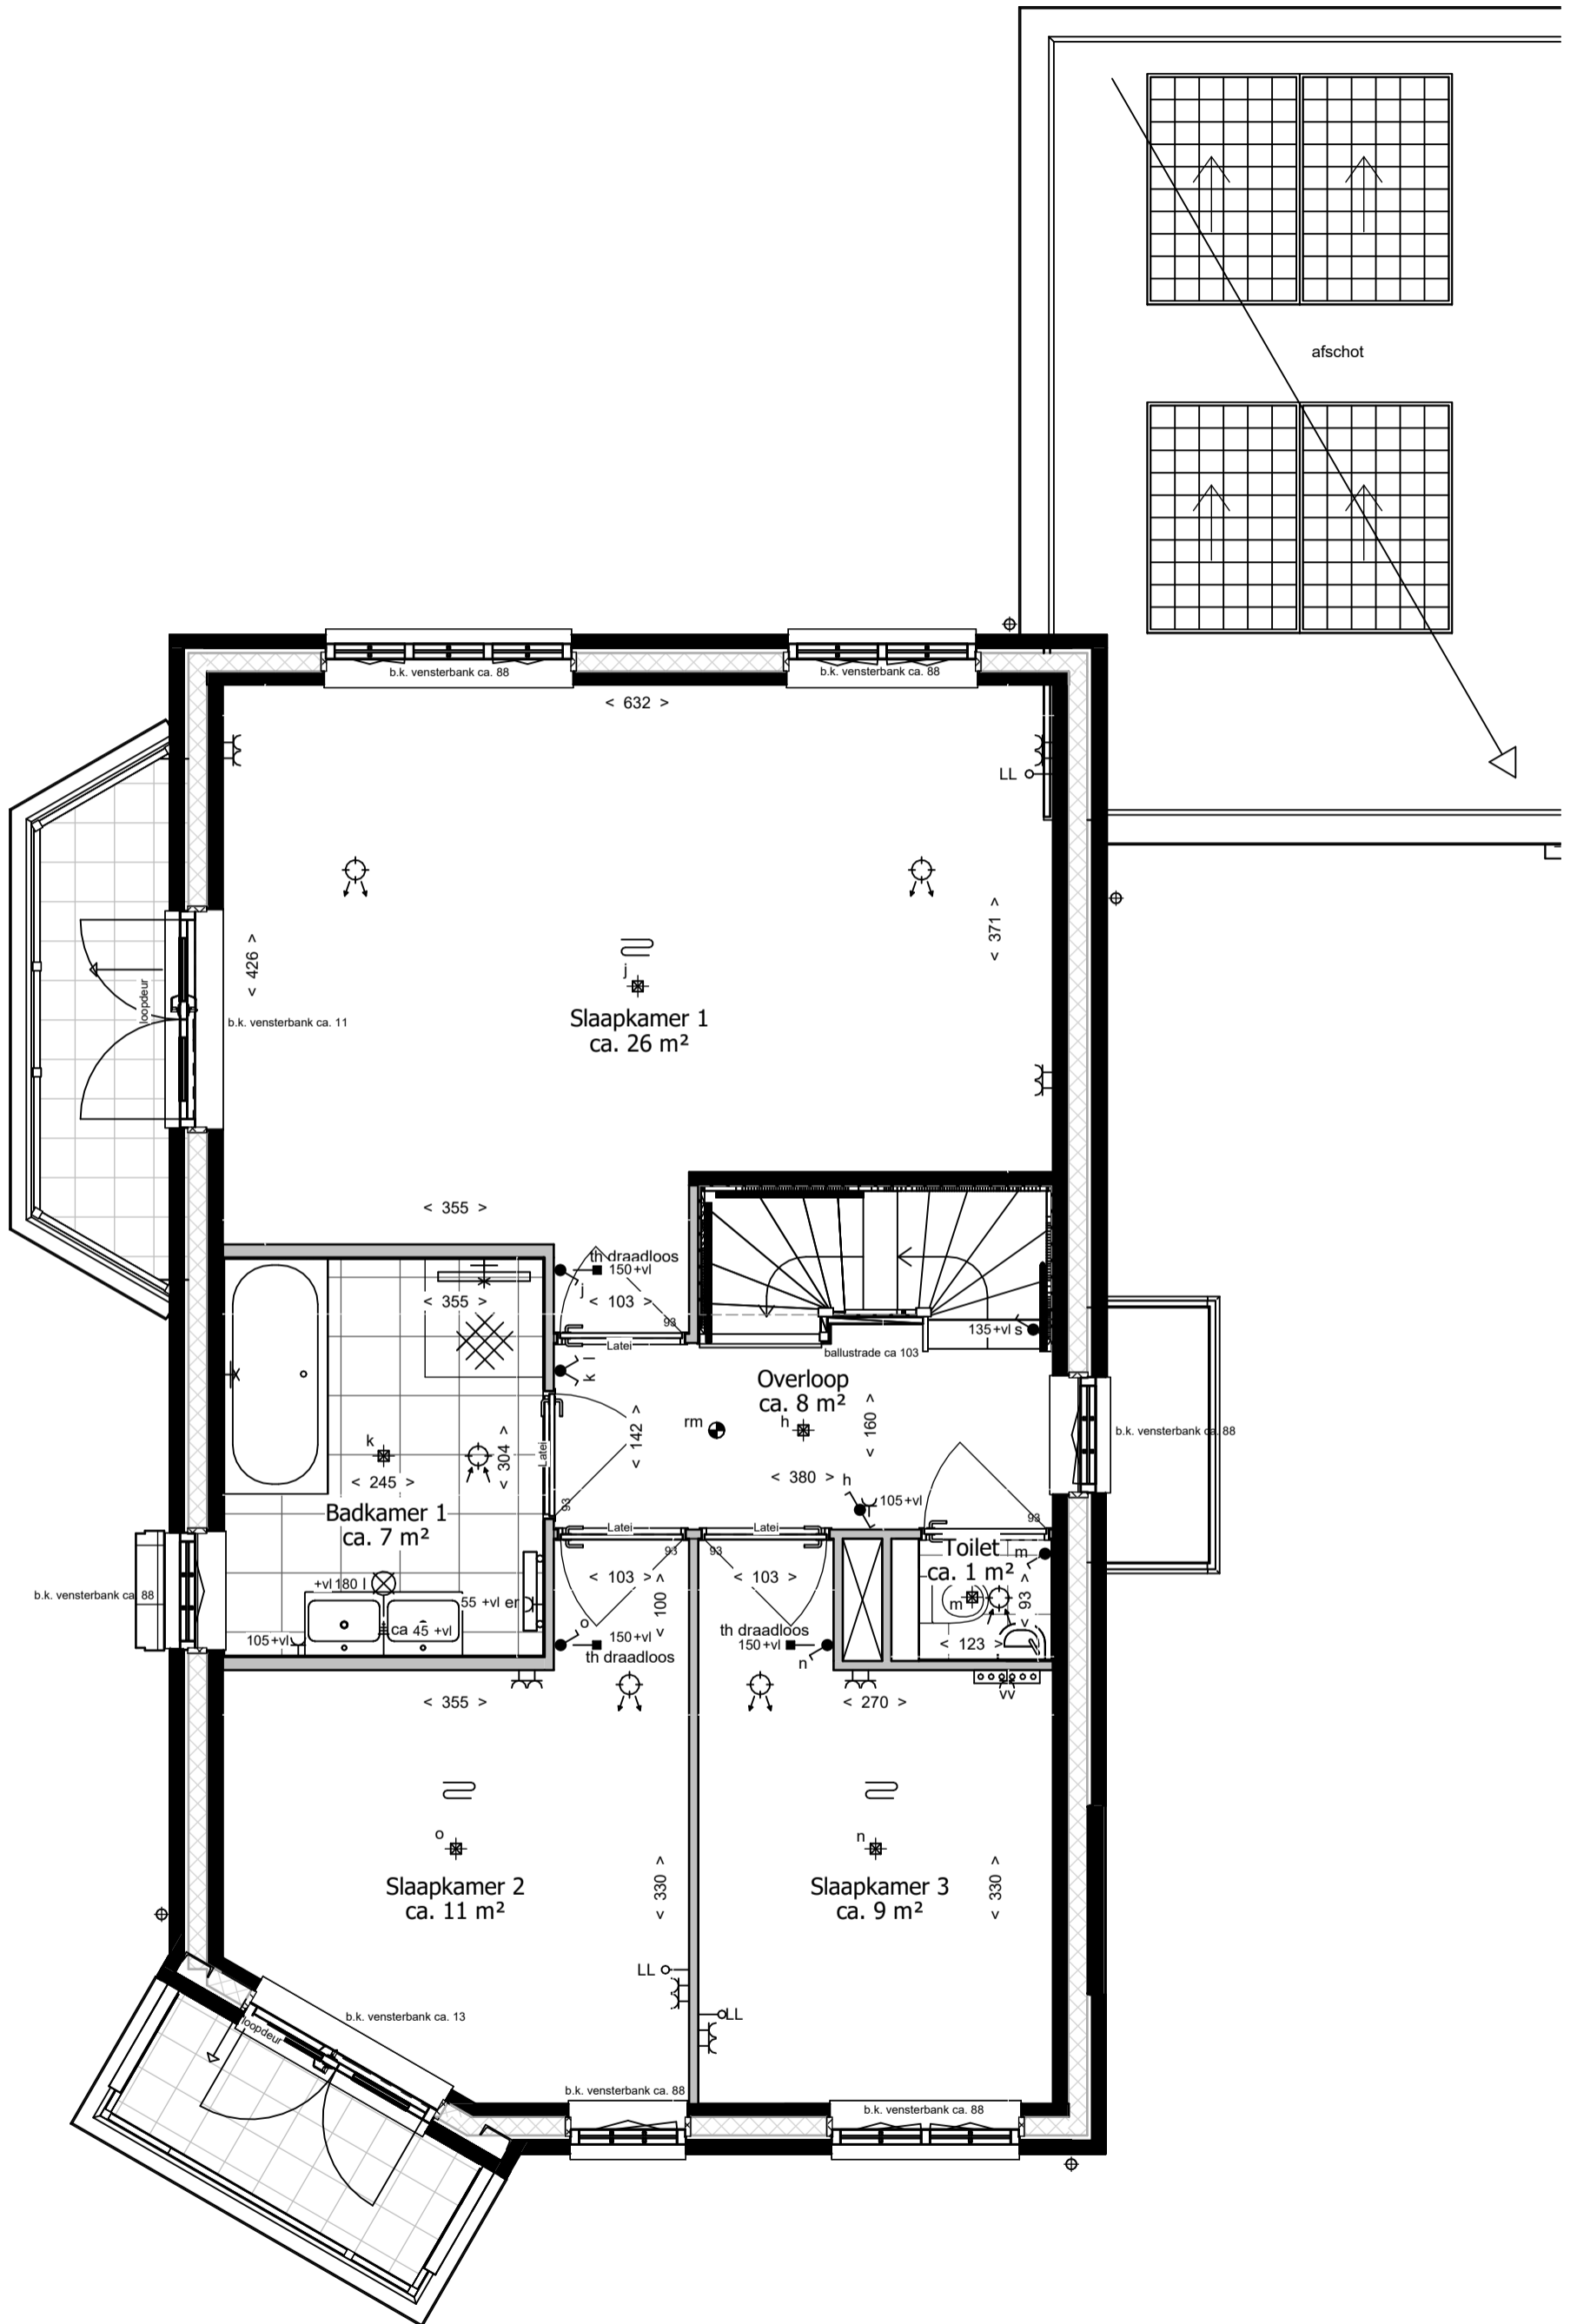 afschot
b.k. vensterbank ca. 88
b.k. vensterbank ca. 88
< 632 >
LL
< 426 >
< 371 >
loopdeur
j
b.k. vensterbank ca. 11
Slaapkamer 1
ca. 26 m²
< 355 >
th draadloos
150+vl
j
< 355 >
< 103 >
Latei
135+vl s
ballustrade ca 103
l
k
Overloop
ca. 8 m²
rm
h
< 142 >
< 160 >
b.k. vensterbank ca. 88
k
< 304 >
Latei
< 245 >
< 380 >
h
105+vl
93
93
Badkamer 1
ca. 7 m²
Latei
Latei
93
93
Toilet
ca. 1 m²
m
m
< 93 >
< 123 >
< 103 >
< 100 >
< 103 >
+vl 180 l
b.k. vensterbank ca. 88
55 +vl er
ca 45 +vl
105+vl
o
150+vl
th draadloos
th draadloos
150+vl
n
vv
< 355 >
< 270 >
o
n
Slaapkamer 2
ca. 11 m²
< 330 >
Slaapkamer 3
ca. 9 m²
< 330 >
LL
LL
b.k. vensterbank ca. 13
loopdeur
b.k. vensterbank ca. 88
b.k. vensterbank ca. 88